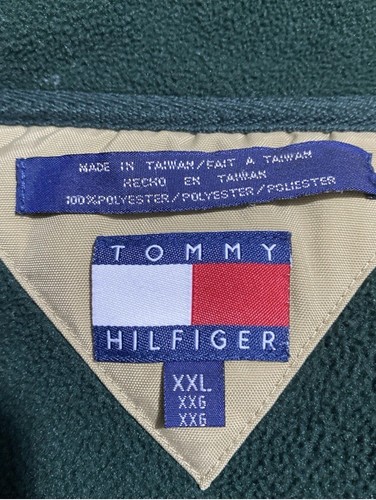 MADE IN TAIWAN/FAIT A TAIWAN
HECHO EN TAIWAN
100%POLYESTER/POLYESTER/POLIESTER
TOMMY
HILFIGER
XXL
XXG
XXG